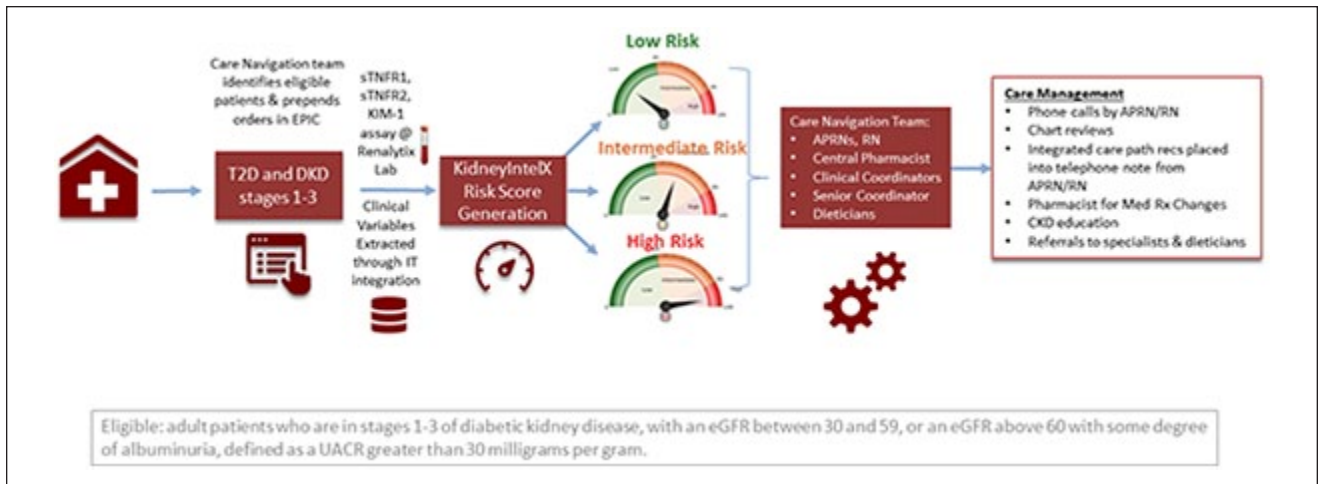 Care Navigation team
identifies eligible
patients & prepends
orders in EPIC
T2D and DKD
stages 1-3
sTNFR1,
sTNFR2,
KIM-1
assay @
Renalytix
Lab
Clinical
Variables
Extracted
through IT
integration
KidneyIntelX
Risk Score
Generation
Low Risk
Intermediate Risk
High Risk
Care Navigation Team:
• APRNs, RN
• Central Pharmacist
• Clinical Coordinators
• Senior Coordinator
• Dieticians
Care Management
• Phone calls by APRN/RN
• Chart reviews
• Integrated care path recs placed
into telephone note from
APRN/RN
• Pharmacist for Med Rx Changes
• CKD education
• Referrals to specialists & dieticians
Eligible: adult patients who are in stages 1-3 of diabetic kidney disease, with an eGFR between 30 and 59, or an eGFR above 60 with some degree
of albuminuria, defined as a UACR greater than 30 milligrams per gram.